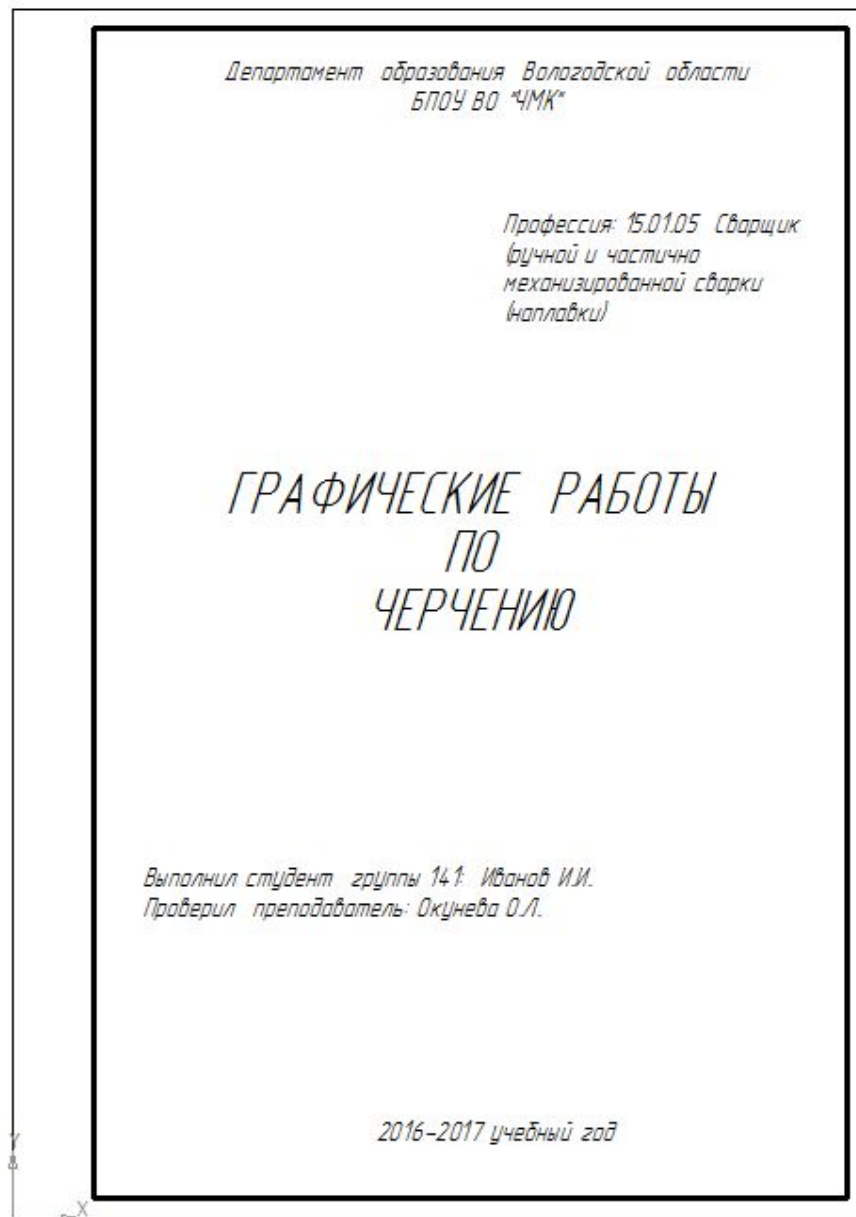 Департамент образования Вологодской области
БПОУ ВО "ЧМК"
Профессия: 15.01.05 Сварщик
(ручной и частично
механизированной сварки
(наплавки)
ГРАФИЧЕСКИЕ РАБОТЫ
ПО
ЧЕРЧЕНИЮ
Выполнил студент группы 141: Иванов И.И.
Проверил преподаватель: Окунева О.Л.
2016-2017 учебный год
Y
X